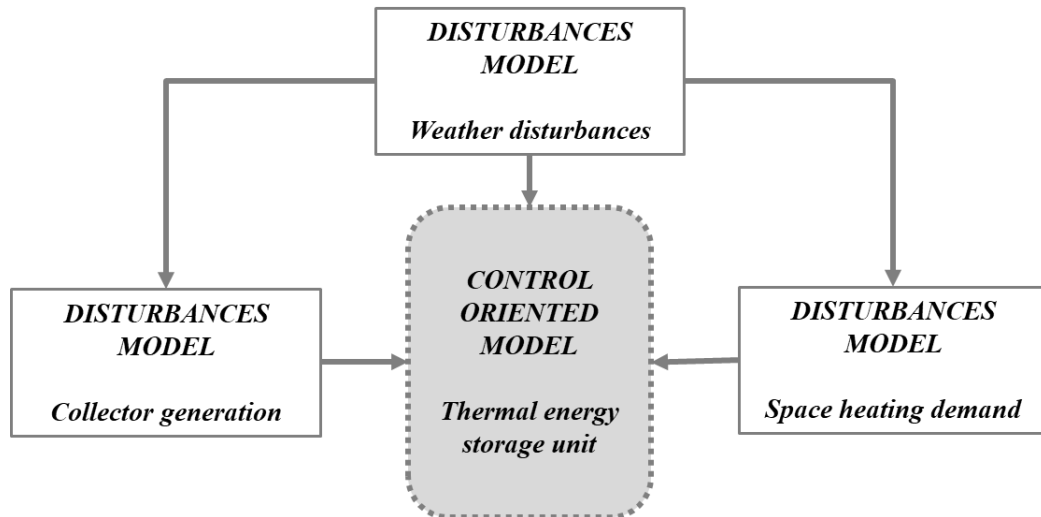 DISTURBANCES
MODEL
Weather disturbances
CONTROL
ORIENTED
MODEL
Thermal energy
storage unit
DISTURBANCES
MODEL
Collector generation
DISTURBANCES
MODEL
Space heating demand